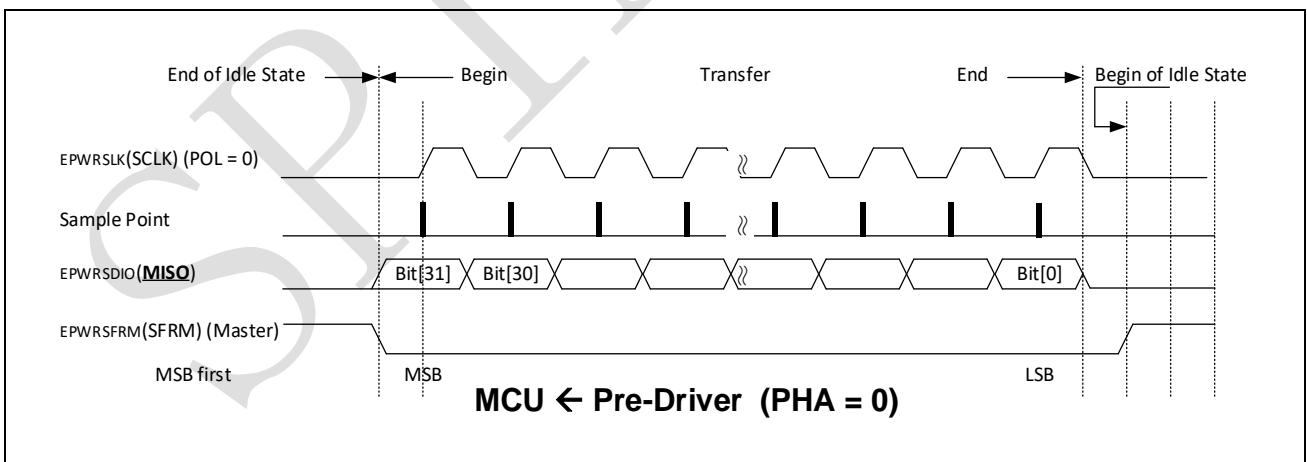 End of Idle State Begin Transfer End Begin of Idle State
EPWRSLK(SCLK) (POL = 0)
Sample Point
EPWRSDIO(MISO) Bit[31] Bit[30] Bit[0]
EPWRSFRM(SFRM) (Master)
MSB first MSB LSB
MCU ← Pre-Driver (PHA = 0)